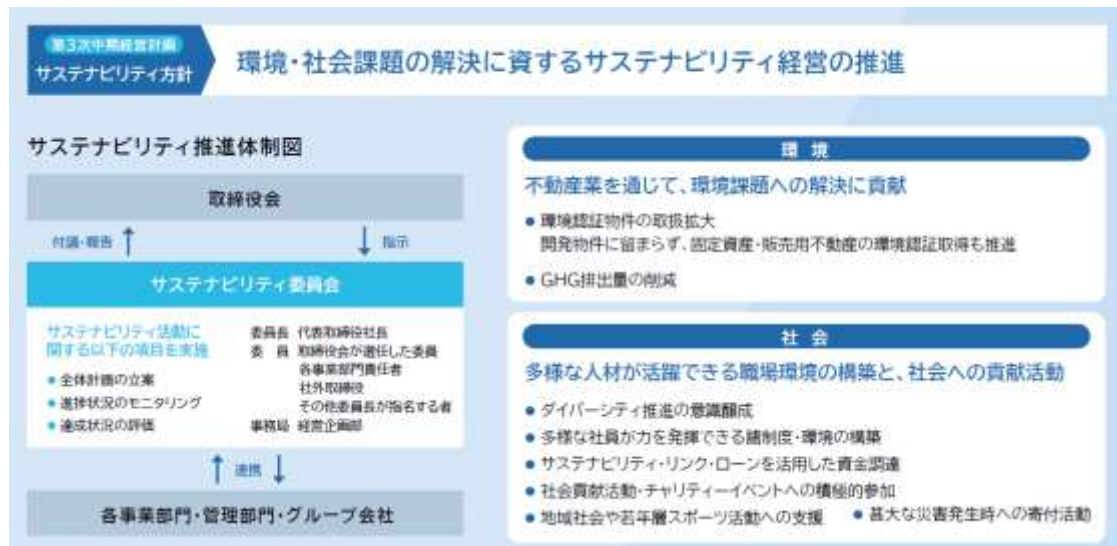 第3次中期経営計画
サステナビリティ方針
環境・社会課題の解決に資するサステナビリティ経営の推進
サステナビリティ推進体制図
取締役会
付議・報告
指示
サステナビリティ委員会
サステナビリティ活動に
関する以下の項目を実施
● 全体計画の立案
● 進捗状況のモニタリング
● 達成状況の評価
委員長 代表取締役社長
委 員 取締役会が選任した委員
各事業部門責任者
社外取締役
その他委員長が指名する者
事務局 経営企画部
連携
各事業部門・管理部門・グループ会社
環 境
不動産業を通じて、環境課題への解決に貢献
● 環境認証物件の取扱拡大
開発物件に留まらず、固定資産・販売用不動産の環境認証取得も推進
● GHG排出量の削減
社 会
多様な人材が活躍できる職場環境の構築と、社会への貢献活動
● ダイバーシティ推進の意識醸成
● 多様な社員が力を発揮できる諸制度・環境の構築
● サステナビリティ・リンク・ローンを活用した資金調達
● 社会貢献活動・チャリティーイベントへの積極的参加
● 地域社会や若年層スポーツ活動への支援 ● 甚大な災害発生時への寄付活動